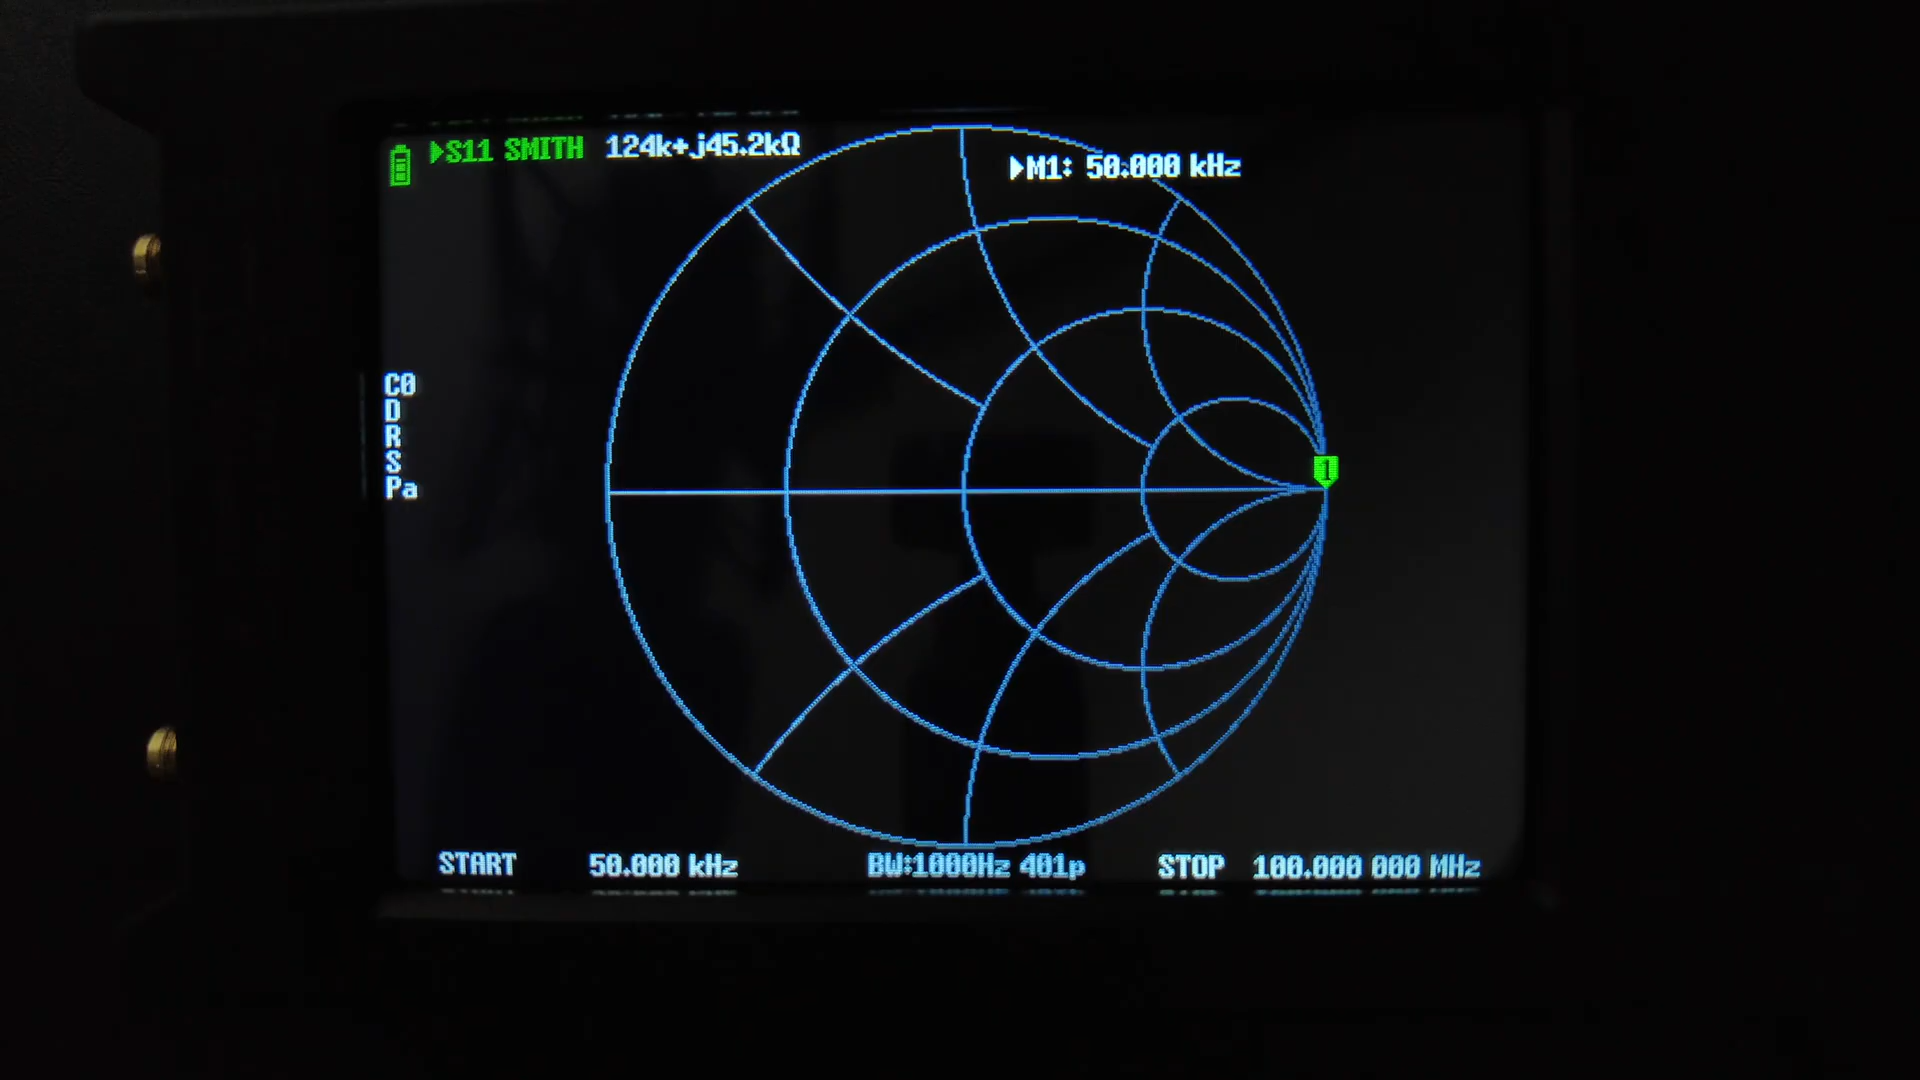 ▶S11 SMITH 124k+j45.2kΩ
▶M1: 50.000 kHz
C0
D
R
S
Pa
1
START 50.000 kHz BW:1000Hz 401p STOP 100.000 000 MHz